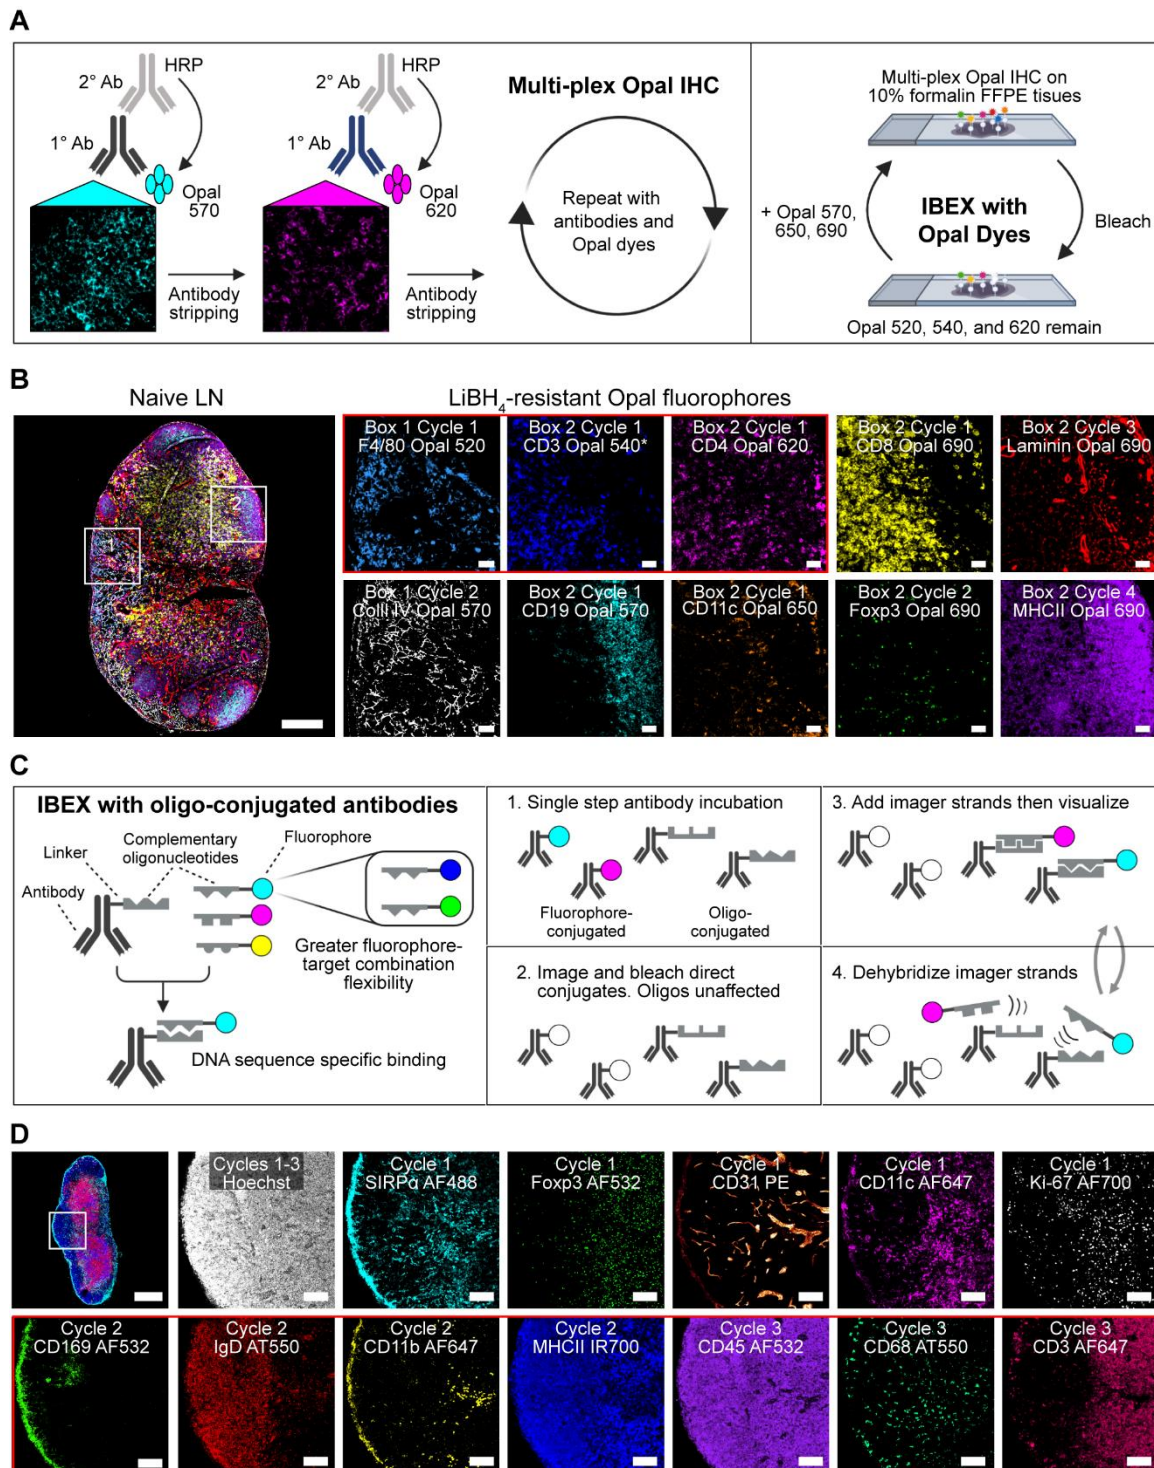 A
HRP
2° Ab
1° Ab
Opal
570
Antibody
stripping
HRP
2° Ab
1° Ab
Opal
620
Antibody
stripping
Multi-plex Opal IHC
Repeat with
antibodies and
Opal dyes
Multi-plex Opal IHC on
10% formalin FFPE tisues
+ Opal 570,
650, 690
IBEX with
Opal Dyes
Bleach
Opal 520, 540, and 620 remain
B
Naive LN
1
2
LiBH₄-resistant Opal fluorophores
Box 1 Cycle 1
F4/80 Opal 520
Box 2 Cycle 1
CD3 Opal 540*
Box 2 Cycle 1
CD4 Opal 620
Box 2 Cycle 1
CD8 Opal 690
Box 2 Cycle 3
Laminin Opal 690
Box 1 Cycle 2
Coll IV Opal 570
Box 2 Cycle 1
CD19 Opal 570
Box 2 Cycle 1
CD11c Opal 650
Box 2 Cycle 2
Foxp3 Opal 690
Box 2 Cycle 4
MHCII Opal 690
C
IBEX with oligo-conjugated antibodies
Linker
Complementary
oligonucleotides
Fluorophore
Antibody
Greater fluorophore-
target combination
flexibility
DNA sequence specific binding
1. Single step antibody incubation
Fluorophore-
conjugated
Oligo-
conjugated
2. Image and bleach direct
conjugates. Oligos unaffected
3. Add imager strands then visualize
4. Dehybridize imager strands
D
Cycles 1-3
Hoechst
Cycle 1
SIRPα AF488
Cycle 1
Foxp3 AF532
Cycle 1
CD31 PE
Cycle 1
CD11c AF647
Cycle 1
Ki-67 AF700
Cycle 2
CD169 AF532
Cycle 2
IgD AT550
Cycle 2
CD11b AF647
Cycle 2
MHCII IR700
Cycle 3
CD45 AF532
Cycle 3
CD68 AT550
Cycle 3
CD3 AF647